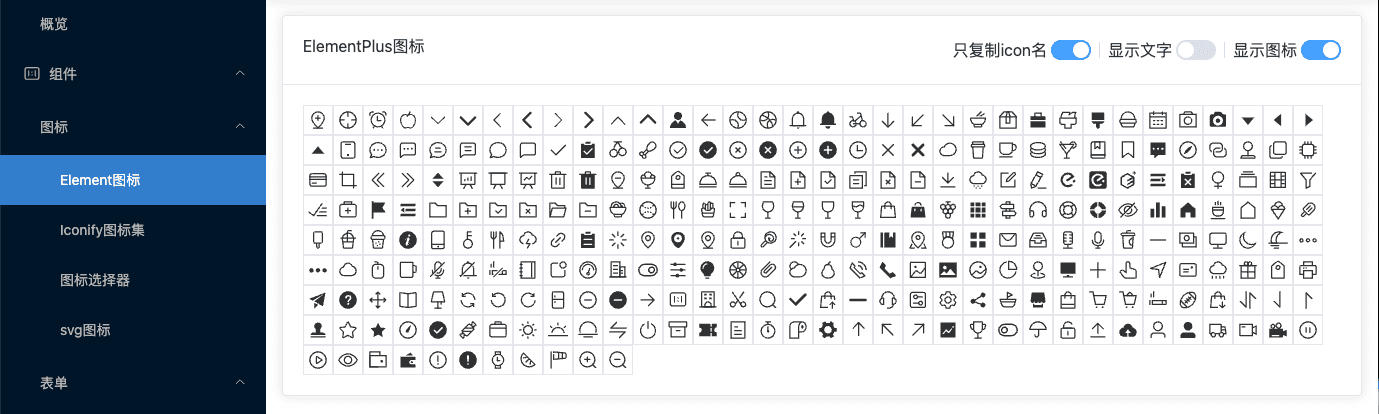 概览
组件
图标
Element图标
Iconify图标集
图标选择器
svg图标
表单
ElementPlus图标
只复制icon名
显示文字
显示图标